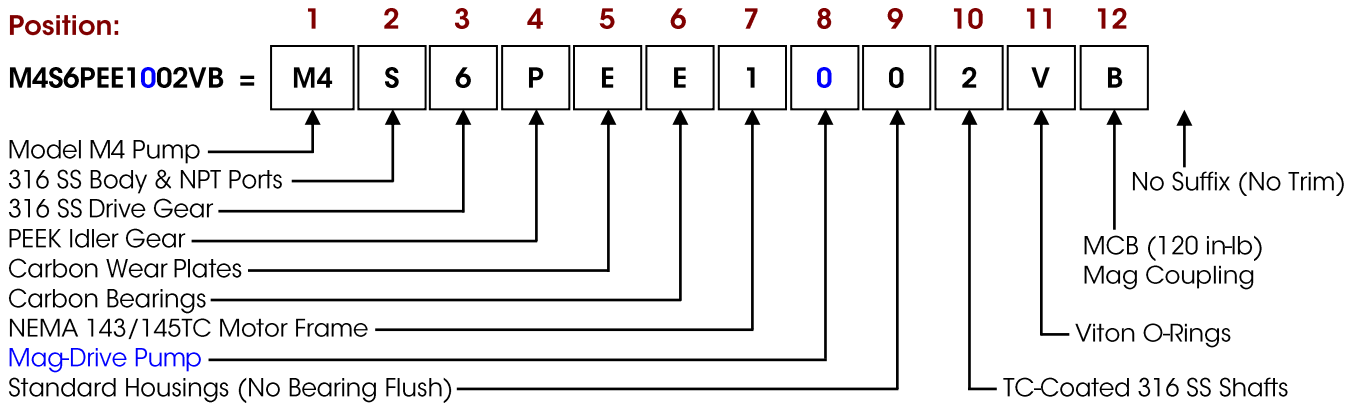 Position: 1 2 3 4 5 6 7 8 9 10 11 12
M4S6PEE1002VB = M4 S 6 P E E 1 0 0 2 V B
Model M4 Pump
316 SS Body & NPT Ports
No Suffix (No Trim)
316 SS Drive Gear
PEEK Idler Gear
MCB (120 in-lb)
Mag Coupling
Carbon Wear Plates
Carbon Bearings
NEMA 143/145TC Motor Frame
Viton O-Rings
Mag-Drive Pump
Standard Housings (No Bearing Flush)
TC-Coated 316 SS Shafts